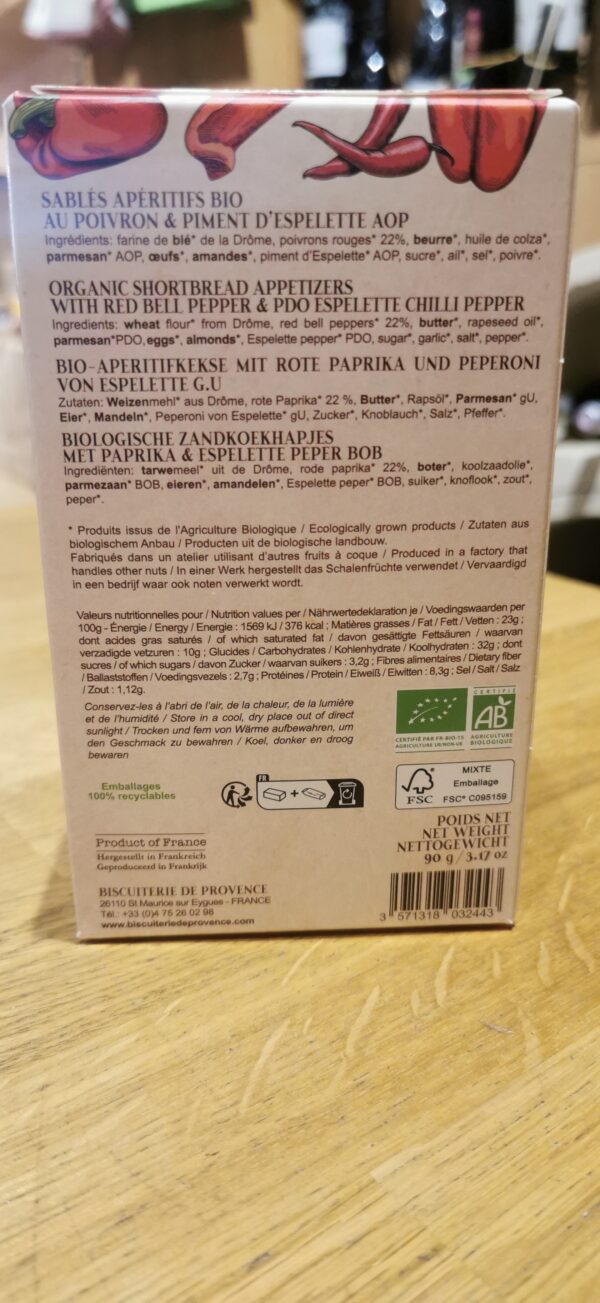 SABLÉS APÉRITIFS BIO
AU POIVRON & PIMENT D'ESPELETTE AOP
Ingrédients: farine de blé* de la Drôme, poivrons rouges* 22%, beurre*, huile de colza*,
parmesan* AOP, œufs*, amandes*, piment d'Espelette* AOP, sucre*, ail*, sel*, poivre*.
ORGANIC SHORTBREAD APPETIZERS
WITH RED BELL PEPPER & PDO ESPELETTE CHILLI PEPPER
Ingredients: wheat flour* from Drôme, red bell peppers* 22%, butter*, rapeseed oil*,
parmesan*PDO, eggs*, almonds*, Espelette pepper* PDO, sugar*, garlic*, salt*, pepper*.
BIO-APERITIFKEKSE MIT ROTE PAPRIKA UND PEPERONI
VON ESPELETTE G.U
Zutaten: Weizenmehl* aus Drôme, rote Paprika* 22 %, Butter*, Rapsöl*, Parmesan* gU,
Eier*, Mandeln*, Peperoni von Espelette* gU, Zucker*, Knoblauch*, Salz*, Pfeffer*.
BIOLOGISCHE ZANDKOEKHAPJES
MET PAPRIKA & ESPELETTE PEPER BOB
Ingrediënten: tarwemeel* uit de Drôme, rode paprika* 22%, boter*, koolzaadolie*,
parmezaan* BOB, eieren*, amandelen*, Espelette peper* BOB, suiker*, knoflook*, zout*,
peper*.
* Produits issus de l'Agriculture Biologique / Ecologically grown products / Zutaten aus
biologischem Anbau / Producten uit de biologische landbouw.
Fabriqués dans un atelier utilisant d'autres fruits à coque / Produced in a factory that
handles other nuts / In einer Werk hergestellt das Schalenfrüchte verwendet / Vervaardigd
in een bedrijf waar ook noten verwerkt wordt.
Valeurs nutritionnelles pour / Nutrition values per / Nährwertedeklaration je / Voedingswaarden per
100g - Énergie / Energy / Energie : 1569 kJ / 376 kcal ; Matières grasses / Fat / Fett / Vetten : 23g ;
dont acides gras saturés / of which saturated fat / davon gesättigte Fettsäuren / waarvan
verzadigde vetzuren : 10g ; Glucides / Carbohydrates / Kohlenhydrate / Koolhydraten : 32g ; dont
sucres / of which sugars / davon Zucker / waarvan suikers : 3,2g ; Fibres alimentaires / Dietary fiber
/ Ballaststoffen / Voedingsvezels : 2,7g ; Protéines / Protein / Eiweiß / Eiwitten : 8,3g ; Sel / Salt / Salz
/ Zout : 1,12g.
Conservez-les à l'abri de l'air, de la chaleur, de la lumière
et de l'humidité / Store in a cool, dry place out of direct
sunlight / Trocken und fern von Wärme aufbewahren, um
den Geschmack zu bewahren / Koel, donker en droog
bewaren
CERTIFIÉ
AB
AGRICULTURE
BIOLOGIQUE
CERTIFIÉ PAR FR-BIO-15
AGRICULTURE UE/NON-UE
Emballages
100% recyclables
FR
+
FSC
MIXTE
Emballage
FSC® C095159
POIDS NET
NET WEIGHT
NETTOGEWICHT
90 g / 3.17 oz
Product of France
Hergestellt in Frankreich
Geproduceerd in Frankrijk
BISCUITERIE DE PROVENCE
26110 St Maurice sur Eygues - FRANCE
Tél.: +33 (0)4 75 26 02 98
www.biscuiteriedeprovence.com
3 571318 032443